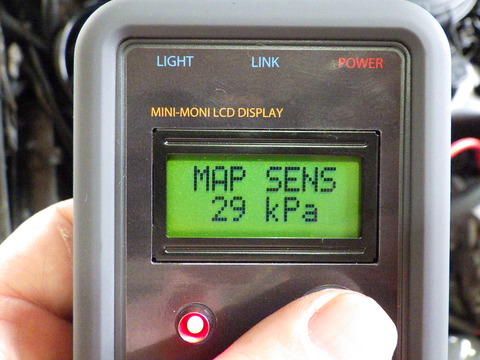 LIGHT LINK POWER
MINI-MONI LCD DISPLAY
MAP SENS
29 kPa